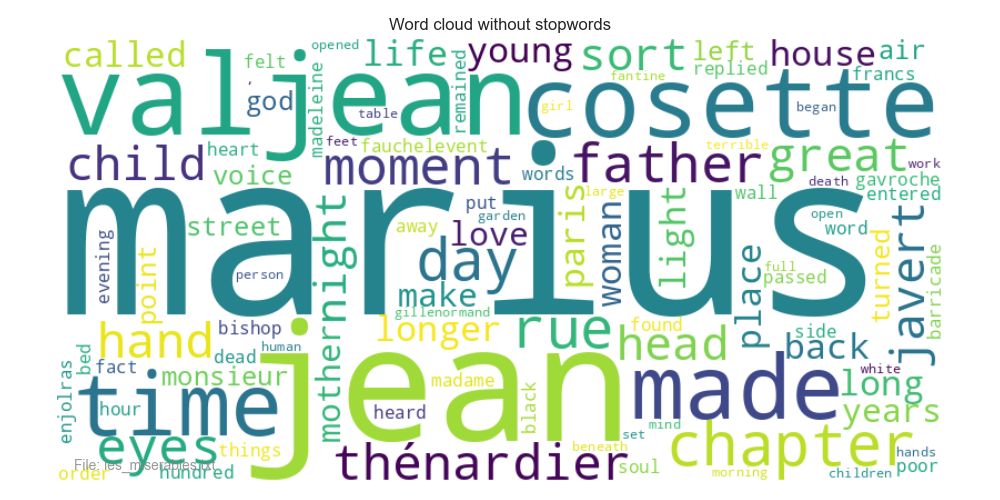 Word cloud without stopwords
called
felt
opened
life
young
sort
left
replied
house
air
francs
valjean
god
,
madeleine
table
remained
fantine
girl
cosette
began
child
heart
voice
feet
fauchelevent
moment
words
father
terrible
great
work
death
gavroche
entered
marius
street
night
put
garden
away
love
paris
large
woman
light
wall
open
word
evening
point
person
day
make
gillenormand
place
full
passed
turned
javert
barricade
hand
bishop
human
mother
longer
rue
found
head
side
back
enjolras
bed
fact
dead
monsieur
jean
madame
black
made
white
long
time
hour
heard
set
mind
years
eyes
things
thénardier
beneath
soul
chapter
hands
poor
order
hundred
morning
children
File: les_miserables.txt